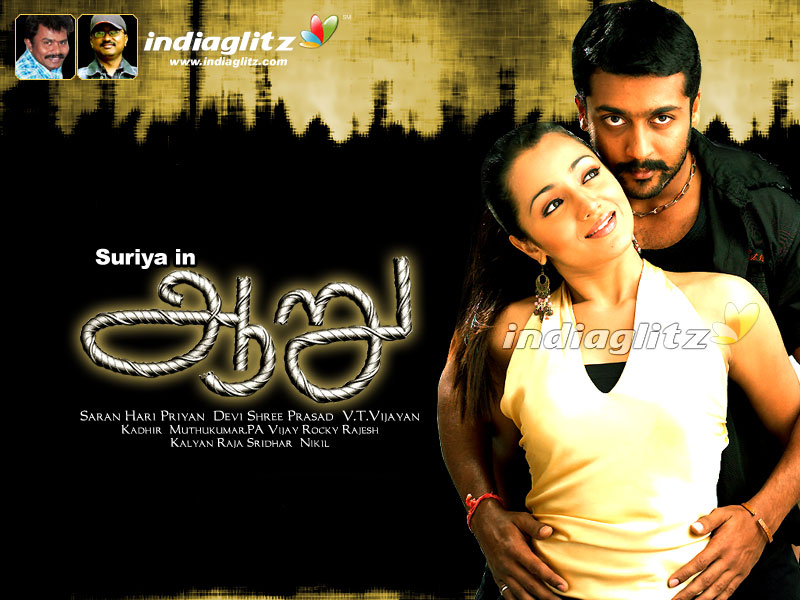 indiaglitz TM
www.indiaglitz.com
Suriya in
ஆறு
indiaglitz
SARAN HARI PRIYAN DEVI SHREE PRASAD V.T.VIJAYAN
KADHIR MUTHUKUMAR.PA VIJAY ROCKY RAJESH
KALYAN RAJA SRIDHAR NIKIL